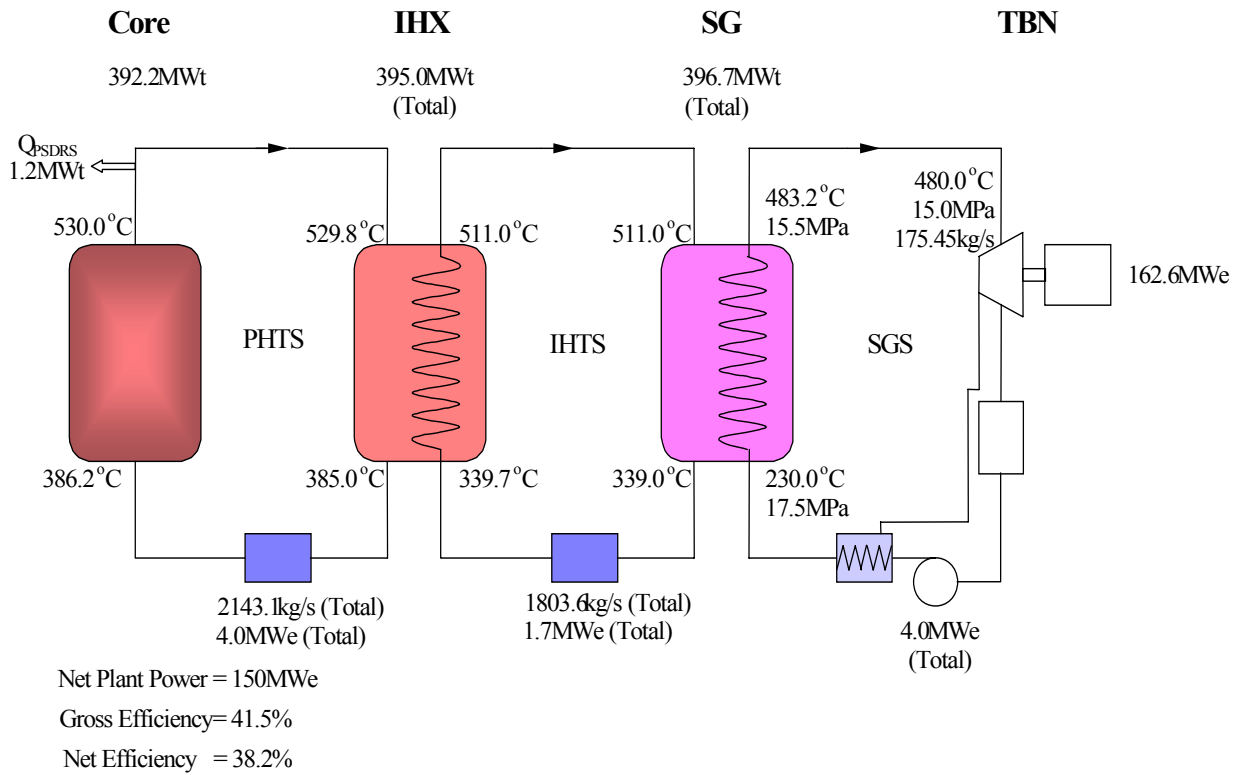 Core
IHX
SG
TBN
392.2MWt
395.0MWt
(Total)
396.7MWt
(Total)
QPSDRS
1.2MWt
530.0°C
529.8°C
511.0°C
511.0°C
483.2°C
15.5MPa
480.0°C
15.0MPa
175.45kg/s
162.6MWe
PHTS
IHTS
SGS
386.2°C
385.0°C
339.7°C
339.0°C
230.0°C
17.5MPa
2143.1kg/s (Total)
4.0MWe (Total)
1803.6kg/s (Total)
1.7MWe (Total)
4.0MWe
(Total)
Net Plant Power = 150MWe
Gross Efficiency= 41.5%
Net Efficiency = 38.2%